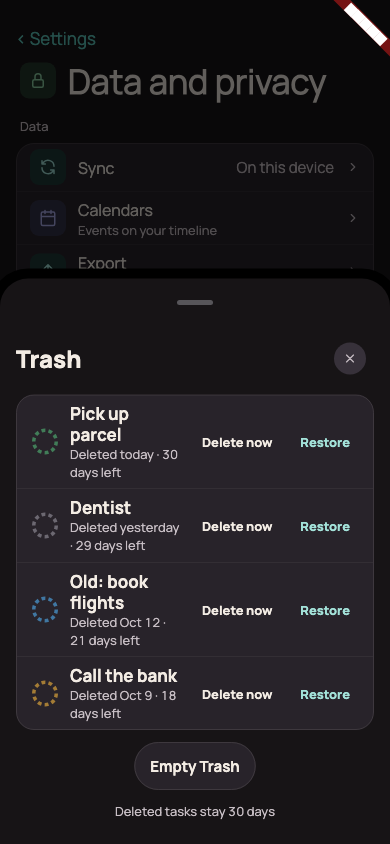 Settings
Data and privacy
Data
Sync
On this device
Calendars
Events on your timeline
Export
Trash
Pick up
parcel
Deleted today · 30
days left
Delete now
Restore
Dentist
Deleted yesterday
· 29 days left
Delete now
Restore
Old: book
flights
Deleted Oct 12 ·
21 days left
Delete now
Restore
Call the bank
Deleted Oct 9 · 18
days left
Delete now
Restore
Empty Trash
Deleted tasks stay 30 days